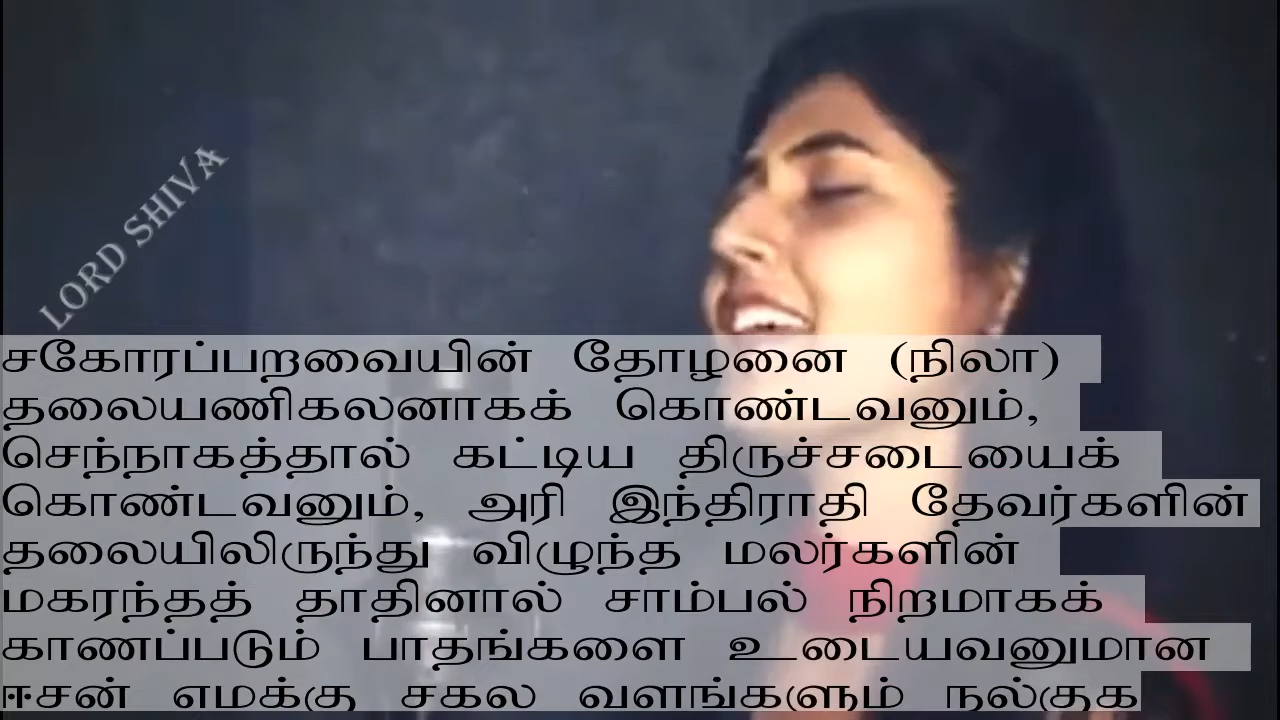 LORD SHIVA
சகோரப்பறவையின் தோழனை (நிலா)
தலையணிகலனாகக் கொண்டவனும்,
செந்நாகத்தால் கட்டிய திருச்சடையைக்
கொண்டவனும், அரி இந்திராதி தேவர்களின்
தலையிலிருந்து விழுந்த மலர்களின்
மகரந்தத் தாதினால் சாம்பல் நிறமாகக்
காணப்படும் பாதங்களை உடையவனுமான
ஈசன் எமக்கு சகல வளங்களும் நல்குக